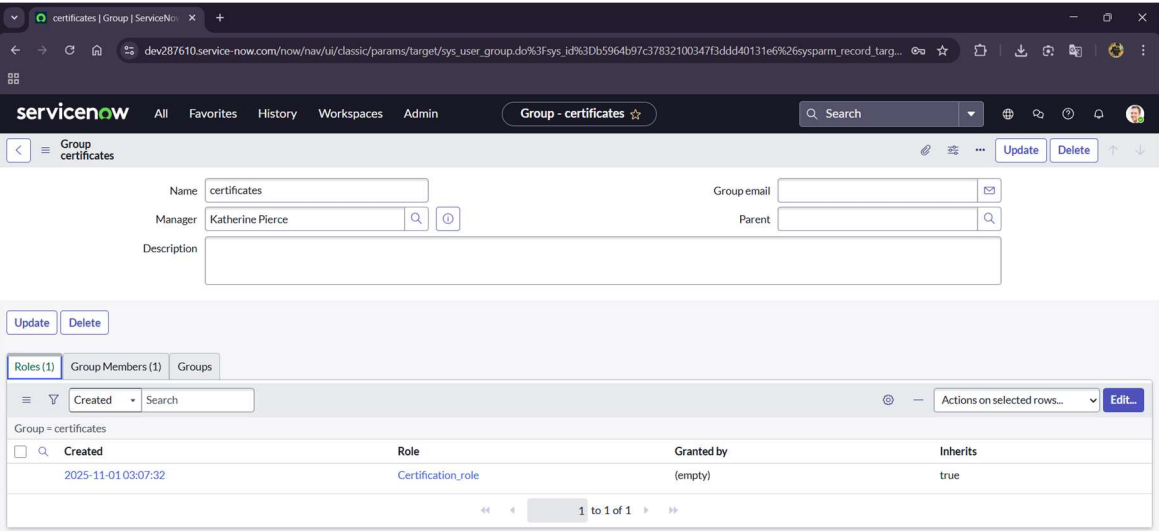 certificates | Group | ServiceNo
dev287610.service-now.com/now/nav/ui/classic/params/target/sys_user_group.do%3Fsys_id%3Db5964b97c37832100347f3ddd40131e6%26sysparm_record_targ...
servicenow All Favorites History Workspaces Admin Group - certificates Search
Group
certificates
Update Delete
Name certificates Group email
Manager Katherine Pierce Parent
Description
Update Delete
Roles (1) Group Members (1) Groups
Created Search Actions on selected rows... Edit...
Group = certificates
Created Role Granted by Inherits
2025-11-01 03:07:32 Certification_role (empty) true
1 to 1 of 1